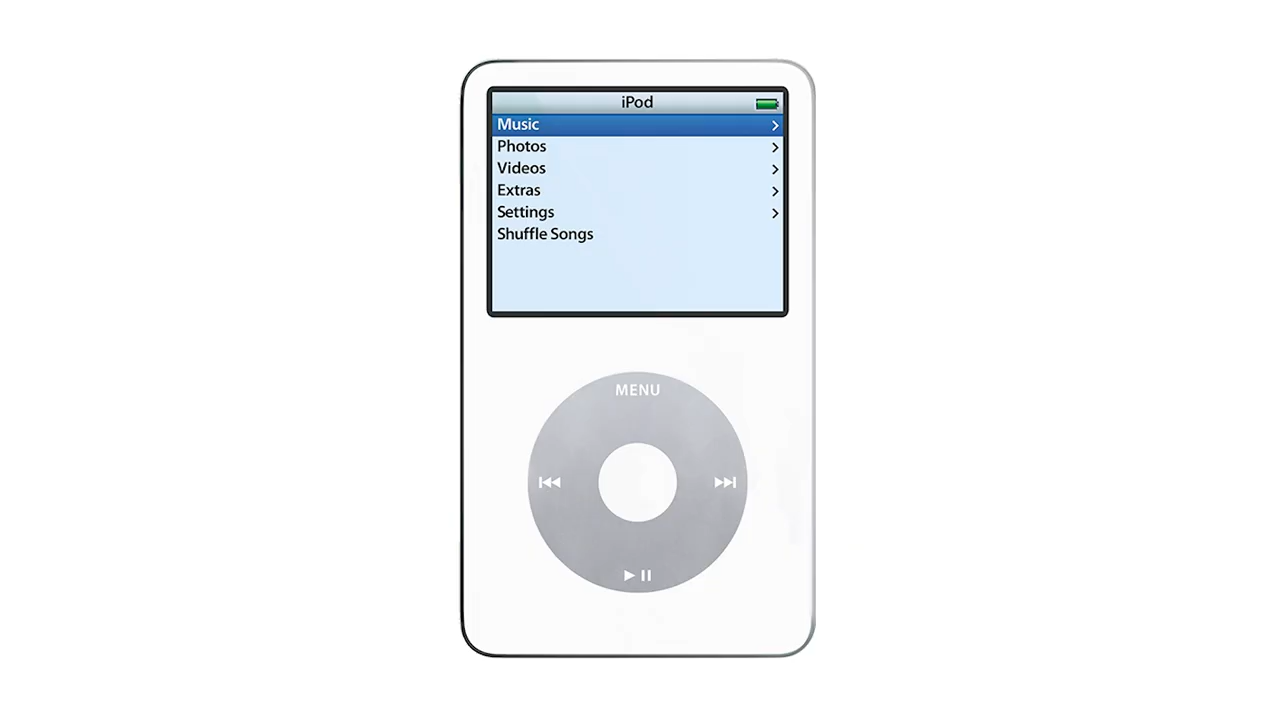 iPod
Music
Photos
Videos
Extras
Settings
Shuffle Songs
MENU